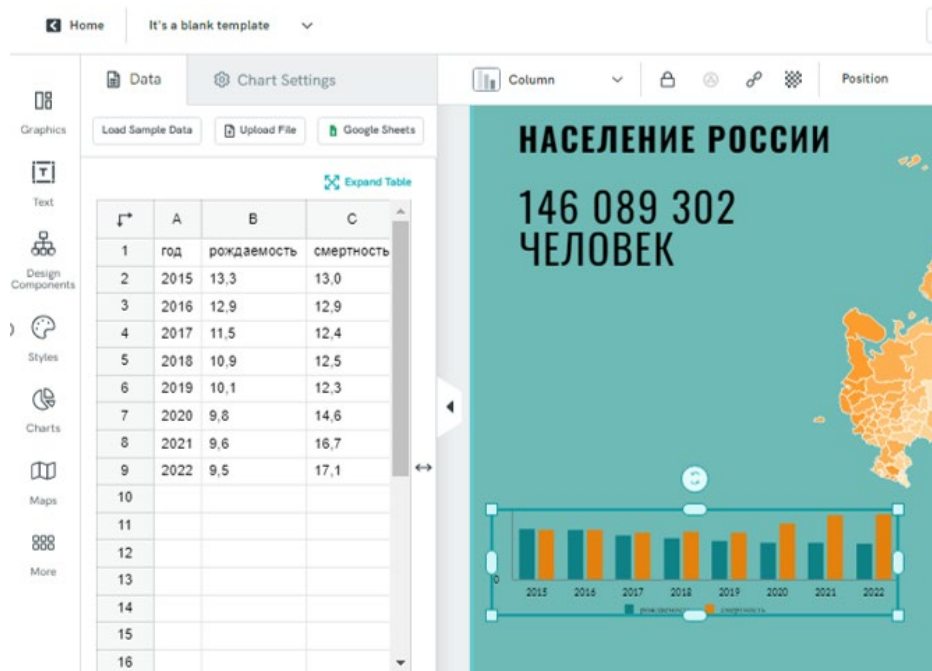 Home
It's a blank template
Data
Chart Settings
Column
Position
Graphics
Load Sample Data
Upload File
Google Sheets
Text
Expand Table
Design
Components
Styles
Charts
Maps
More
A B C
1 год рождаемость смертность
2 2015 13,3 13,0
3 2016 12,9 12,9
4 2017 11,5 12,4
5 2018 10,9 12,5
6 2019 10,1 12,3
7 2020 9,8 14,6
8 2021 9,6 16,7
9 2022 9,5 17,1
10
11
12
13
14
15
16
НАСЕЛЕНИЕ РОССИИ
146 089 302
ЧЕЛОВЕК
0
2015 2016 2017 2018 2019 2020 2021 2022
рождаемость смертность